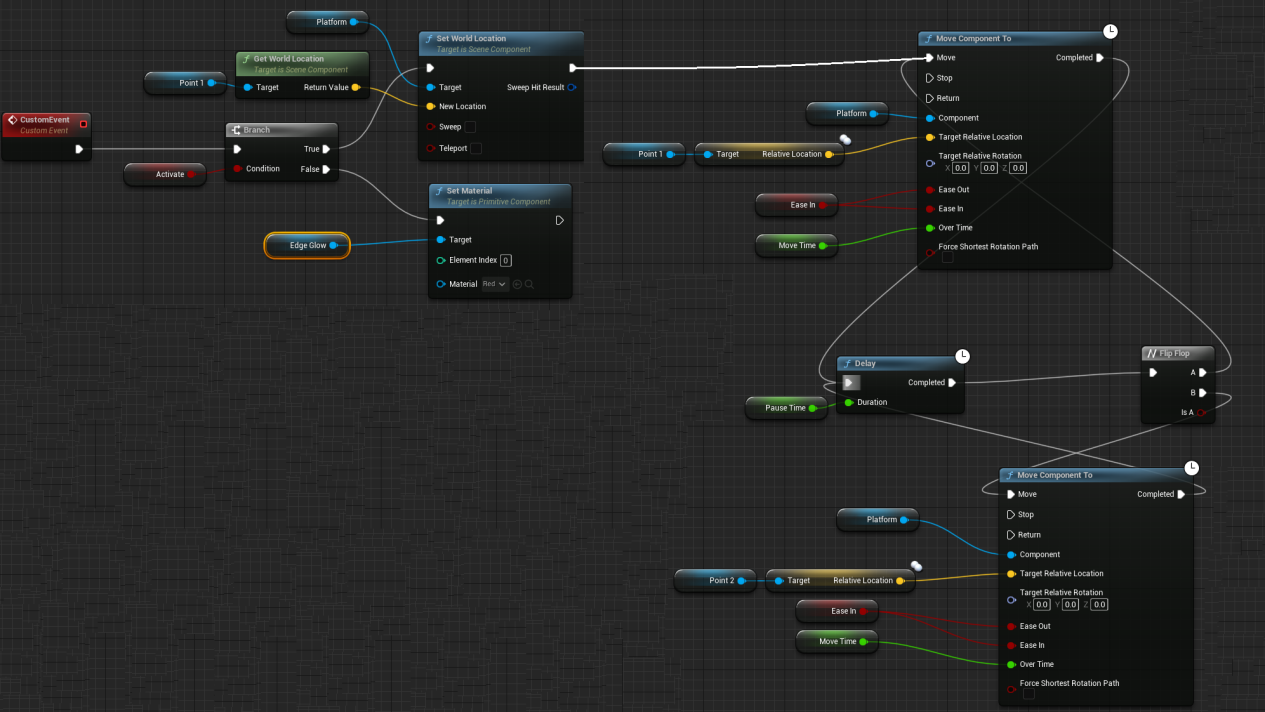 Platform
Set World Location
Target is Scene Component
Target
Sweep Hit Result
New Location
Sweep
Teleport
Get World Location
Target is Scene Component
Target
Return Value
Point 1
CustomEvent
Custom Event
Branch
True
Condition
False
Activate
Set Material
Target is Primitive Component
Target
Element Index 0
Material Red
Edge Glow
Move Component To
Move
Completed
Stop
Return
Component
Target Relative Location
Target Relative Rotation
X 0.0 Y 0.0 Z 0.0
Ease Out
Ease In
Over Time
Force Shortest Rotation Path
Platform
Point 1
Target
Relative Location
Ease In
Move Time
Delay
Completed
Duration
Pause Time
Flip Flop
A
B
Is A
Move Component To
Move
Completed
Stop
Return
Component
Target Relative Location
Target Relative Rotation
X 0.0 Y 0.0 Z 0.0
Ease Out
Ease In
Over Time
Force Shortest Rotation Path
Platform
Point 2
Target
Relative Location
Ease In
Move Time